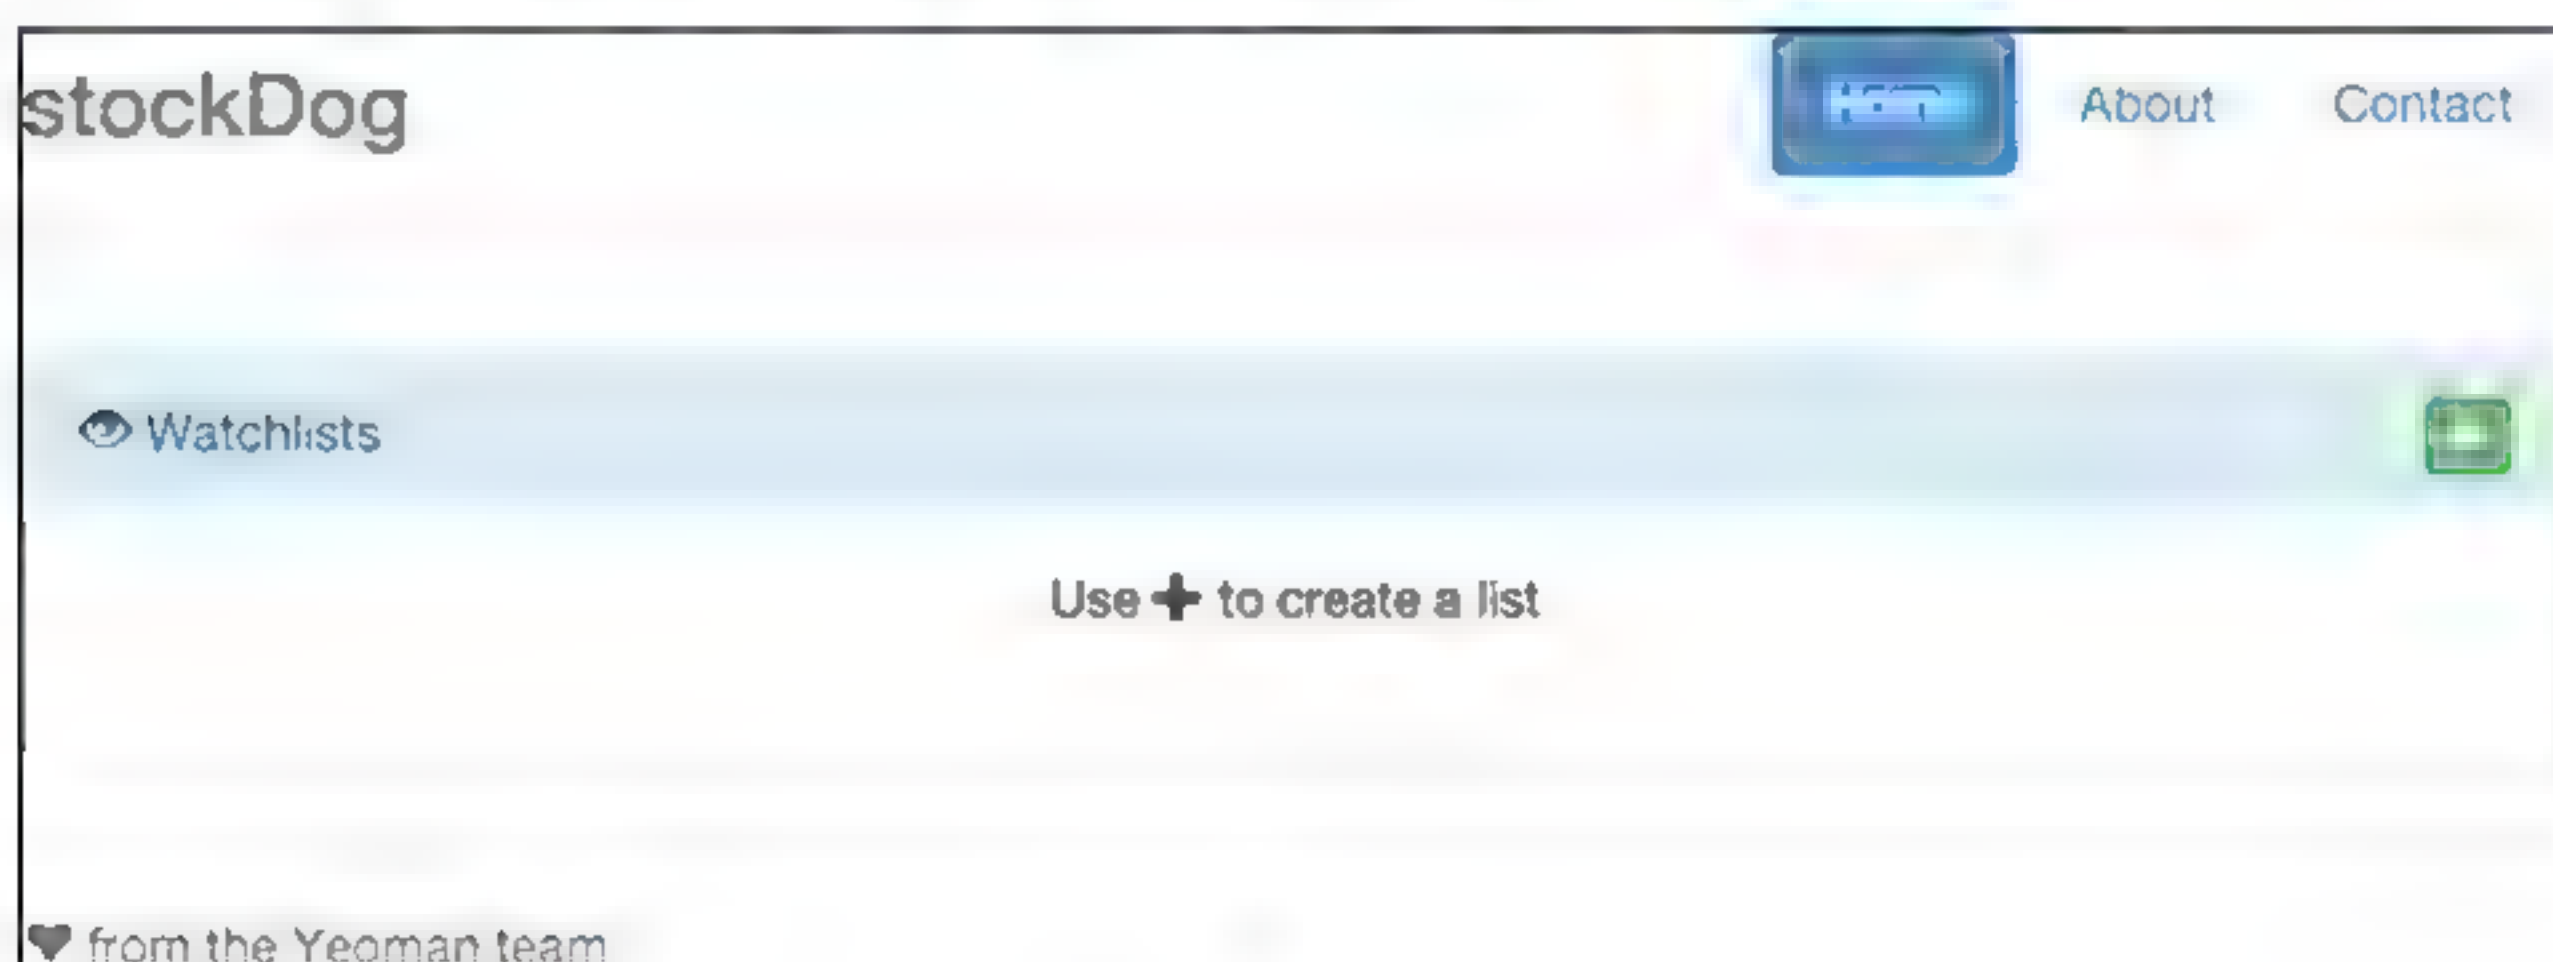 stockDog About Contact
Watchlists
Use + to create a list
♥ from the Yeoman team